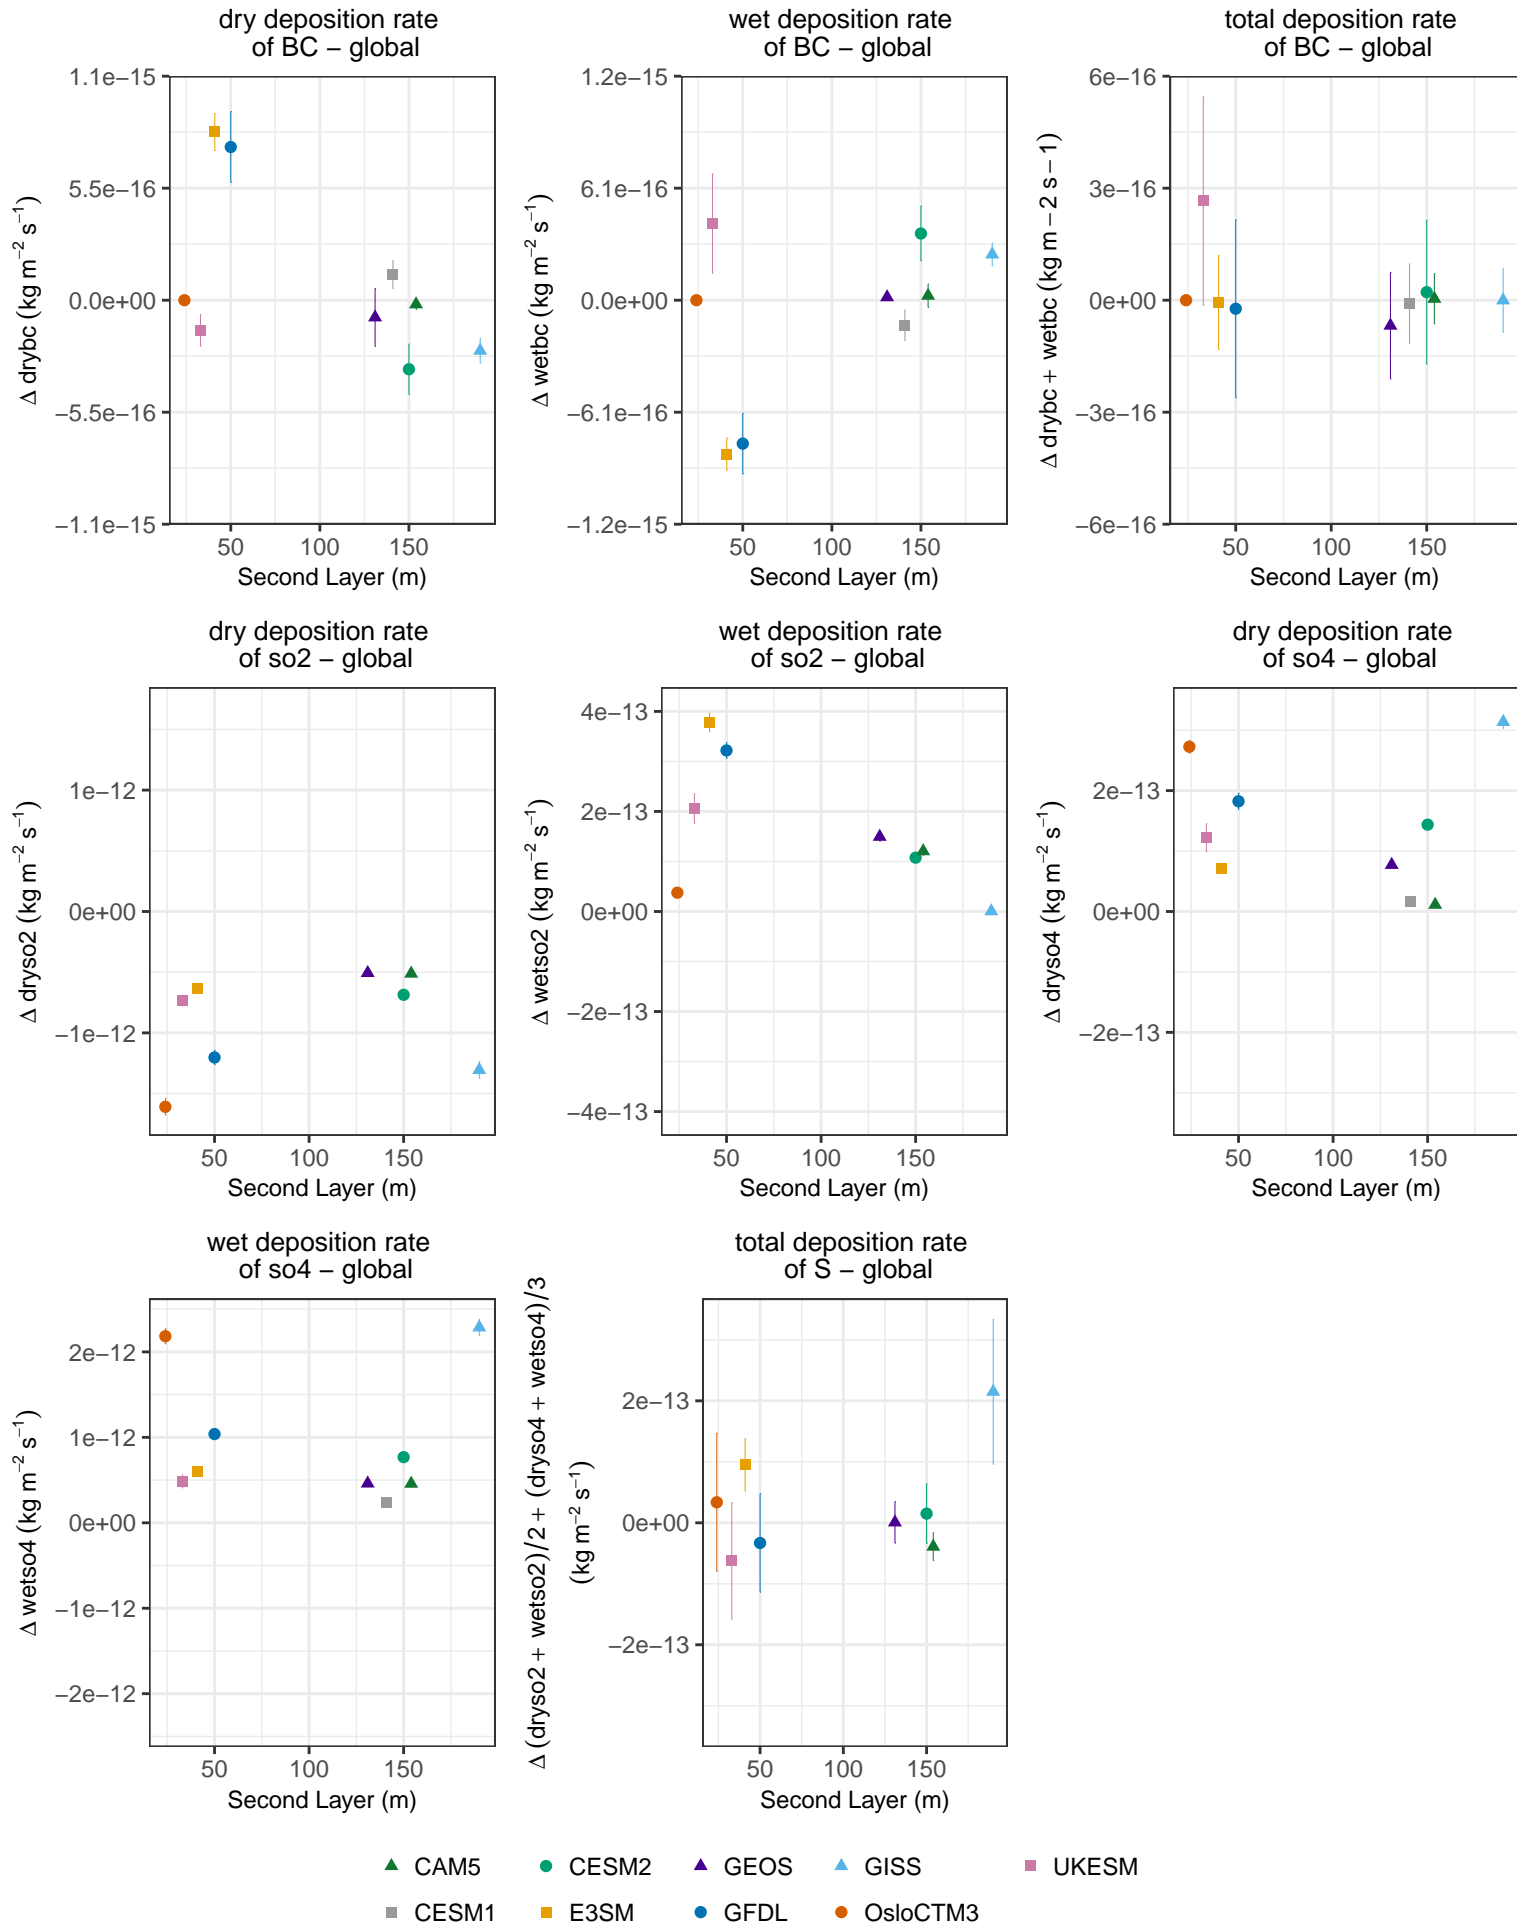 dry deposition rate
of BC – global
1.1e−15
5.5e−16
0.0e+00
−5.5e−16
−1.1e−15
Δ drybc (kg m−2 s−1)
50 100 150
Second Layer (m)
wet deposition rate
of BC – global
1.2e−15
6.1e−16
0.0e+00
−6.1e−16
−1.2e−15
Δ wetbc (kg m−2 s−1)
50 100 150
Second Layer (m)
total deposition rate
of BC – global
6e−16
3e−16
0e+00
−3e−16
−6e−16
Δ drybc + wetbc (kg m − 2 s − 1)
50 100 150
Second Layer (m)
dry deposition rate
of so2 – global
1e−12
0e+00
−1e−12
Δ dryso2 (kg m−2 s−1)
50 100 150
Second Layer (m)
wet deposition rate
of so2 – global
4e−13
2e−13
0e+00
−2e−13
−4e−13
Δ wetso2 (kg m−2 s−1)
50 100 150
Second Layer (m)
dry deposition rate
of so4 – global
2e−13
0e+00
−2e−13
Δ dryso4 (kg m−2 s−1)
50 100 150
Second Layer (m)
wet deposition rate
of so4 – global
2e−12
1e−12
0e+00
−1e−12
−2e−12
Δ wetso4 (kg m−2 s−1)
50 100 150
Second Layer (m)
total deposition rate
of S – global
2e−13
0e+00
−2e−13
Δ (dryso2 + wetso2)/2 + (dryso4 + wetso4)/3
(kg m−2 s−1)
50 100 150
Second Layer (m)
CAM5 CESM2 GEOS GISS UKESM
CESM1 E3SM GFDL OsloCTM3